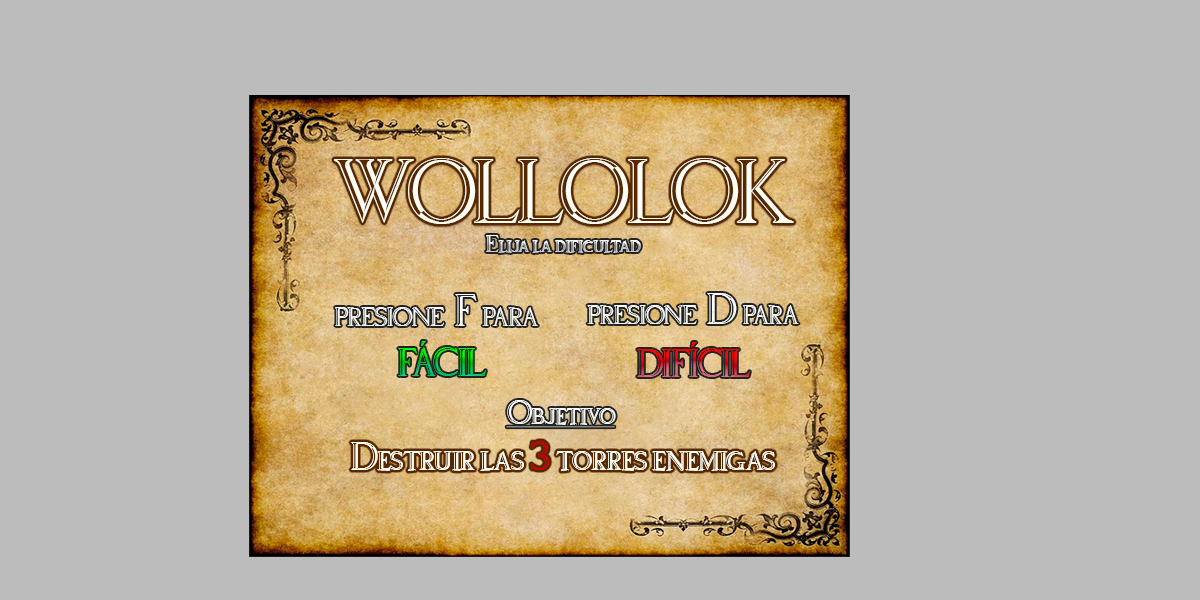 WOLLOLOK
Elija la dificultad
presione F para
FÁCIL
presione D para
DIFÍCIL
Objetivo
Destruir las 3 torres enemigas